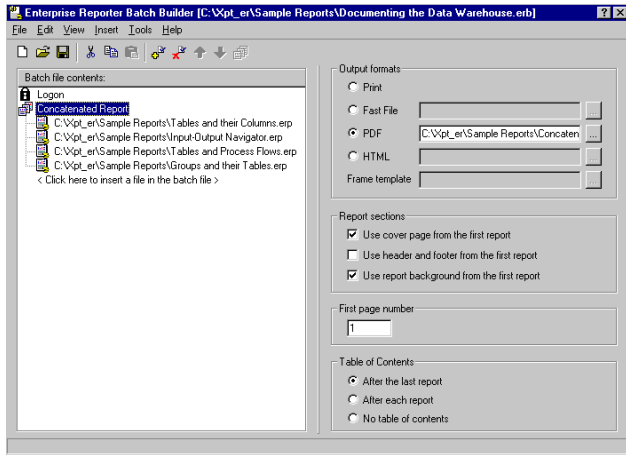 Enterprise Reporter Batch Builder [C:\Xpt_er\Sample Reports\Documenting the Data Warehouse.erb]
File Edit View Insert Tools Help
Batch file contents:
Logon
Concatenated Report
C:\Xpt_er\Sample Reports\Tables and their Columns.erp
C:\Xpt_er\Sample Reports\Input-Output Navigator.erp
C:\Xpt_er\Sample Reports\Tables and Process Flows.erp
C:\Xpt_er\Sample Reports\Groups and their Tables.erp
< Click here to insert a file in the batch file >
Output formats
Print
Fast File
...
PDF
C:\Xpt_er\Sample Reports\Concaten
...
HTML
...
Frame template
...
Report sections
Use cover page from the first report
Use header and footer from the first report
Use report background from the first report
First page number
1
Table of Contents
After the last report
After each report
No table of contents